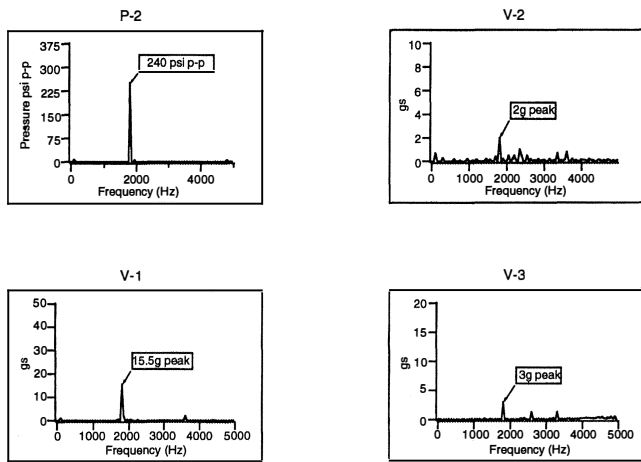 P-2
375
300
225
150
75
0
Pressure psi p-p
240 psi p-p
0 2000 4000
Frequency (Hz)
V-2
10
8
6
4
2
0
gs
2g peak
0 1000 2000 3000 4000
Frequency (Hz)
V-1
50
40
30
20
10
0
gs
15.5g peak
0 1000 2000 3000 4000 5000
Frequency (Hz)
V-3
20
15
10
5
0
gs
3g peak
0 1000 2000 3000 4000 5000
Frequency (Hz)